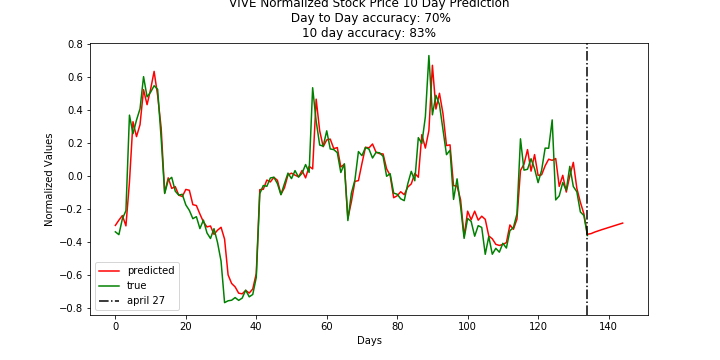 VIVE Normalized Stock Price 10 Day Prediction
Day to Day accuracy: 70%
10 day accuracy: 83%
0.8
0.6
0.4
0.2
0.0
−0.2
−0.4
−0.6
−0.8
Normalized Values
predicted
true
april 27
0 20 40 60 80 100 120 140
Days